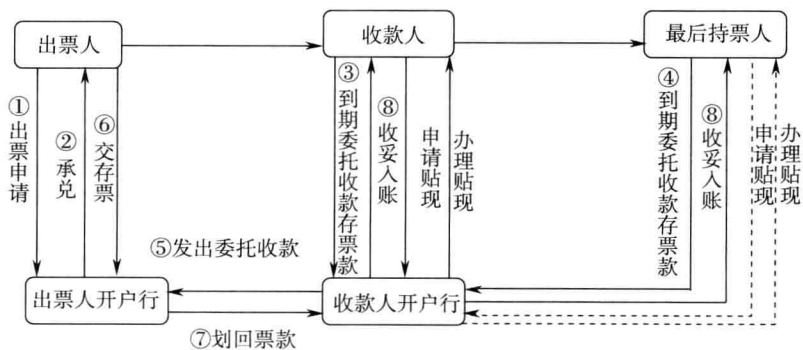 出票人
收款人
最后持票人
①出票申请
②承兑
⑥交存票
③到期委托收款存票款
⑧收妥入账
申请贴现
办理贴现
④到期委托收款存票款
⑧收妥入账
申请贴现
办理贴现
⑤发出委托收款
出票人开户行
收款人开户行
⑦划回票款